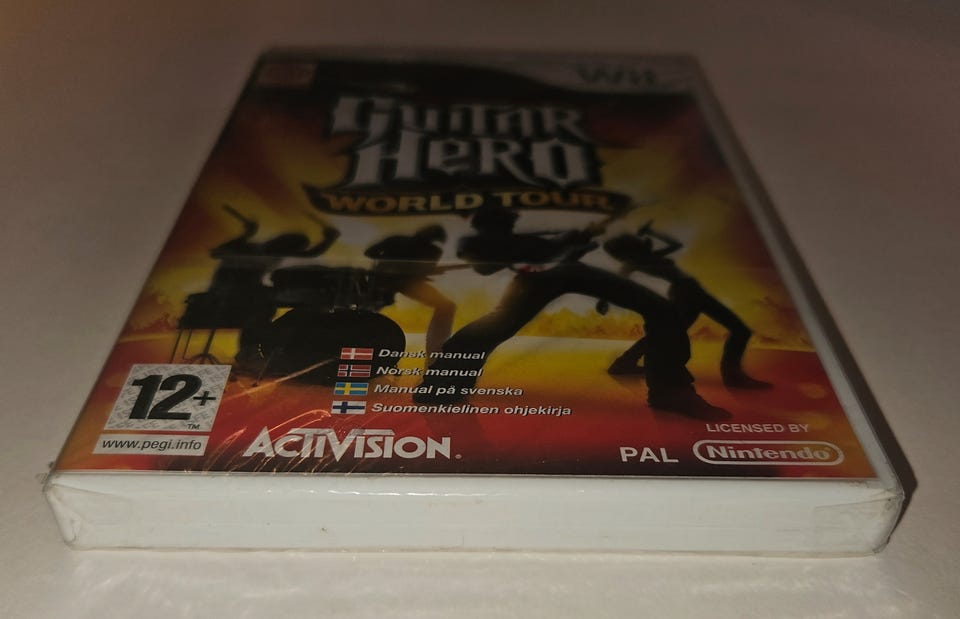 Wii
GUITAR
HERO
WORLD TOUR
Dansk manual
Norsk manual
Manual på svenska
Suomenkielinen ohjekirja
12+
TM
www.pegi.info
ACTIVISION®
LICENSED BY
PAL
Nintendo